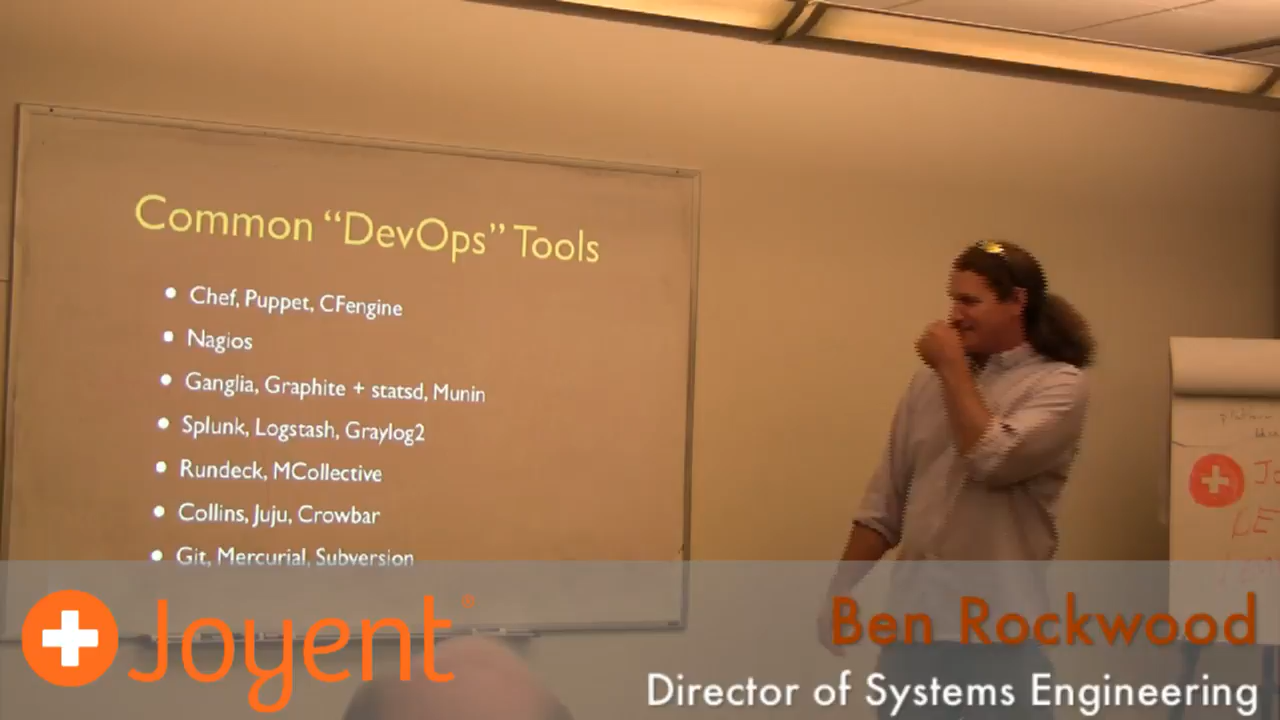 Common “DevOps” Tools
• Chef, Puppet, CFengine
• Nagios
• Ganglia, Graphite + statsd, Munin
• Splunk, Logstash, Graylog2
• Rundeck, MCollective
• Collins, Juju, Crowbar
• Git, Mercurial, Subversion
Joyent®
Ben Rockwood
Director of Systems Engineering